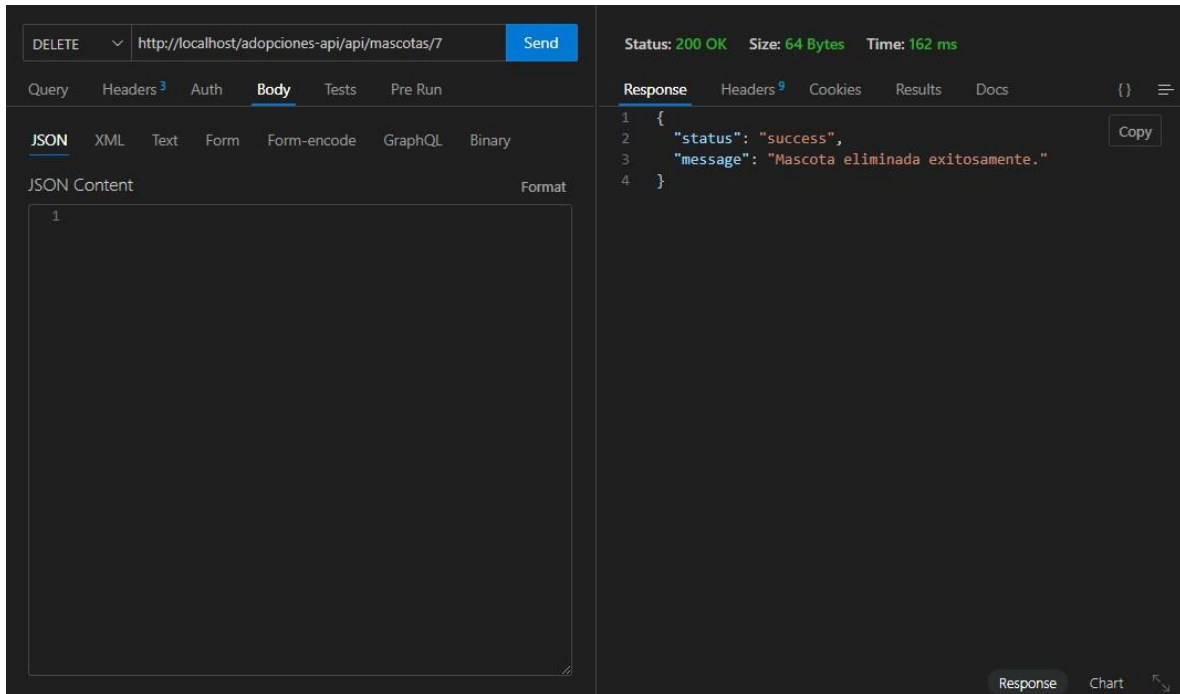 DELETE http://localhost/adopciones-api/api/mascotas/7 Send
Query Headers 3 Auth Body Tests Pre Run
JSON XML Text Form Form-encode GraphQL Binary
JSON Content Format
1
Status: 200 OK Size: 64 Bytes Time: 162 ms
Response Headers 9 Cookies Results Docs {}
Copy
1 {
2 "status": "success",
3 "message": "Mascota eliminada exitosamente."
4 }
Response Chart